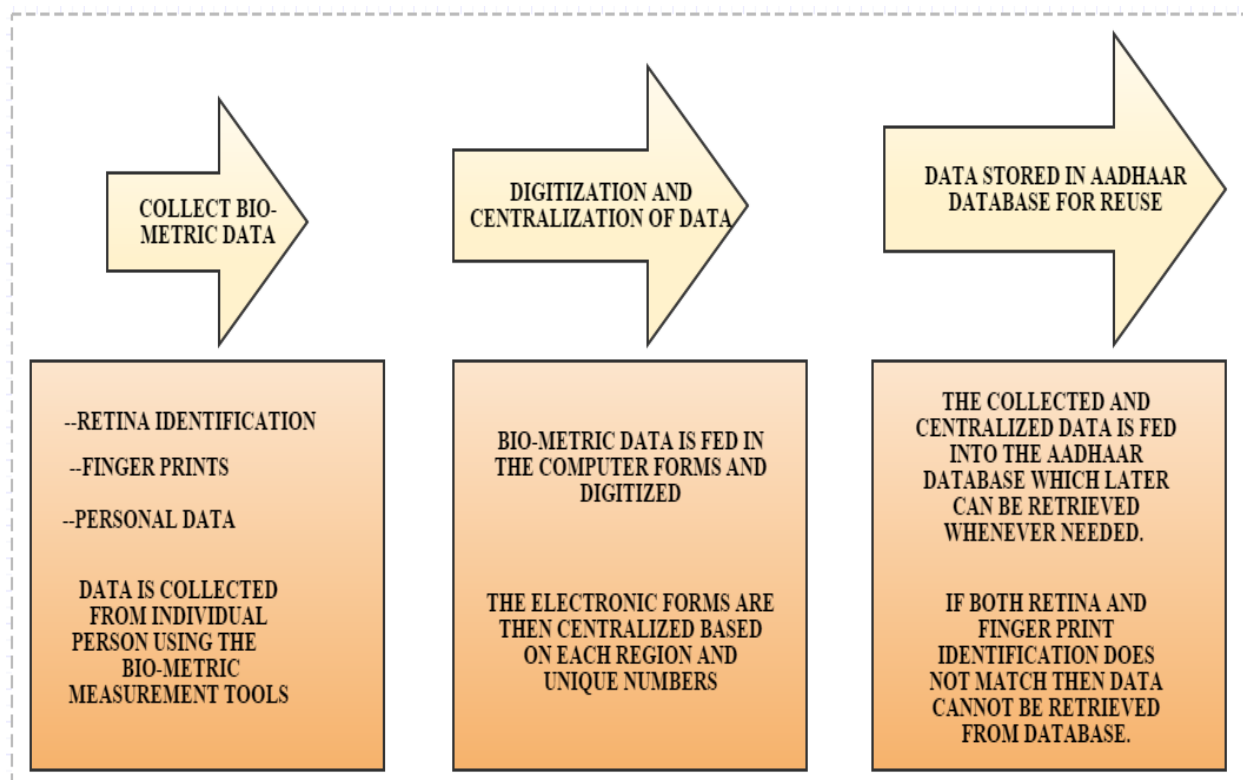 COLLECT BIO-
METRIC DATA
DIGITIZATION AND
CENTRALIZATION OF DATA
DATA STORED IN AADHAAR
DATABASE FOR REUSE
--RETINA IDENTIFICATION
--FINGER PRINTS
--PERSONAL DATA
DATA IS COLLECTED
FROM INDIVIDUAL
PERSON USING THE
BIO-METRIC
MEASUREMENT TOOLS
BIO-METRIC DATA IS FED IN
THE COMPUTER FORMS AND
DIGITIZED
THE ELECTRONIC FORMS ARE
THEN CENTRALIZED BASED
ON EACH REGION AND
UNIQUE NUMBERS
THE COLLECTED AND
CENTRALIZED DATA IS FED
INTO THE AADHAAR
DATABASE WHICH LATER
CAN BE RETRIEVED
WHENEVER NEEDED.
IF BOTH RETINA AND
FINGER PRINT
IDENTIFICATION DOES
NOT MATCH THEN DATA
CANNOT BE RETRIEVED
FROM DATABASE.